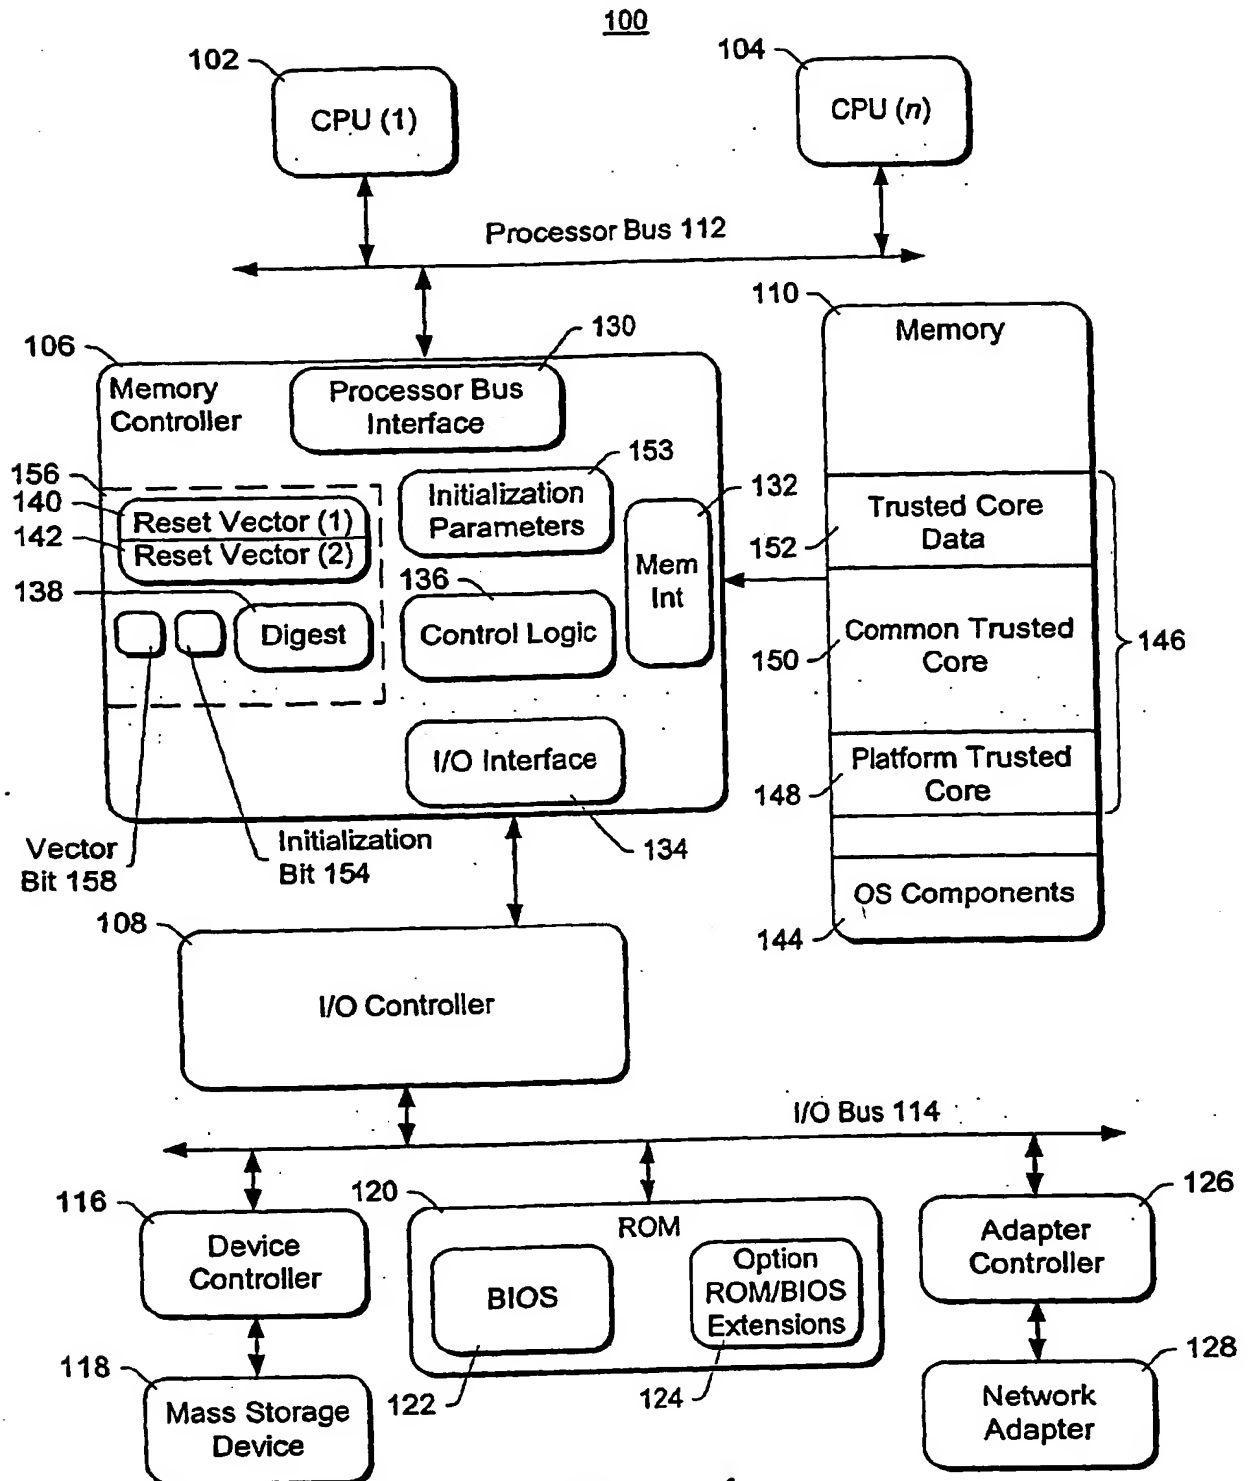 100
102
CPU (1)
104
CPU (n)
Processor Bus 112
106
Memory
Controller
130
Processor Bus
Interface
110
Memory
156
140
Reset Vector (1)
142
Reset Vector (2)
138
Digest
153
Initialization
Parameters
132
Mem
Int
136
Control Logic
I/O Interface
134
Vector
Bit 158
Initialization
Bit 154
Trusted Core
Data
152
Common Trusted
Core
150
146
Platform Trusted
Core
148
OS Components
144
108
I/O Controller
I/O Bus 114
116
Device
Controller
120
ROM
BIOS
122
Option
ROM/BIOS
Extensions
124
126
Adapter
Controller
118
Mass Storage
Device
128
Network
Adapter